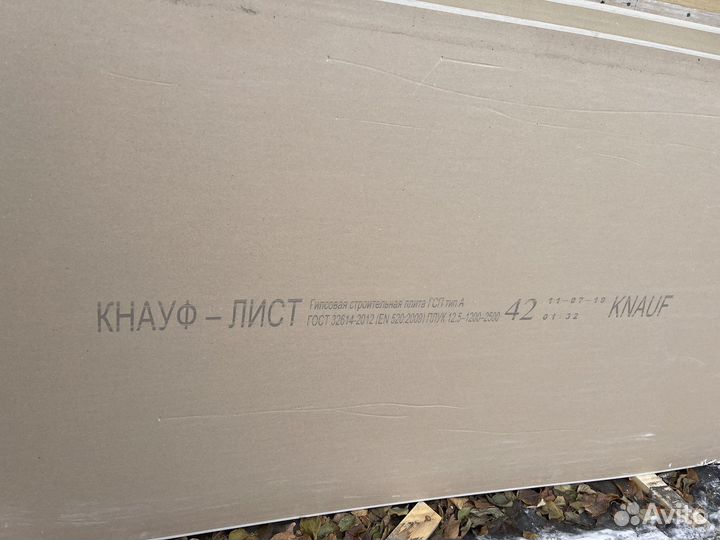 КНАУФ – ЛИСТ
Гипсовая строительная плита ГСП тип А
ГОСТ 32614-2012 (EN 520:2009) ПЛУК 12.5-1200-2500
42
11-07-19
01:32
KNAUF
Avito